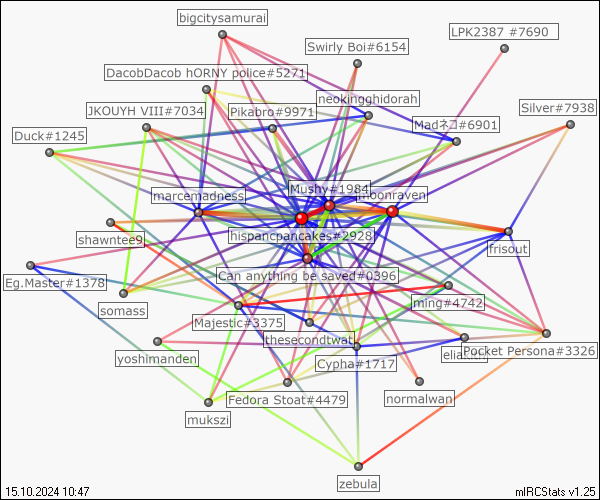 bigcitysamurai
LPK2387 #7690
Swirly Boi#6154
DacobDacob hORNY police#5271
neokingghidorah
JKOUYH VIII#7034
Pikabro#9971
Silver#7938
Madネコ#6901
Duck#1245
Mushy#1984
marcemadness
moonraven
shawntee9
hispancpancakes#2928
frisout
Can anything be saved#0396
Eg.Master#1378
ming#4742
somass
Majestic#3375
thesecondtwat
yoshimanden
Cypha#1717
Pocket Persona#3326
Fedora Stoat#4479
normalwan
mukszi
zebula
15.10.2024 10:47
mIRCStats v1.25